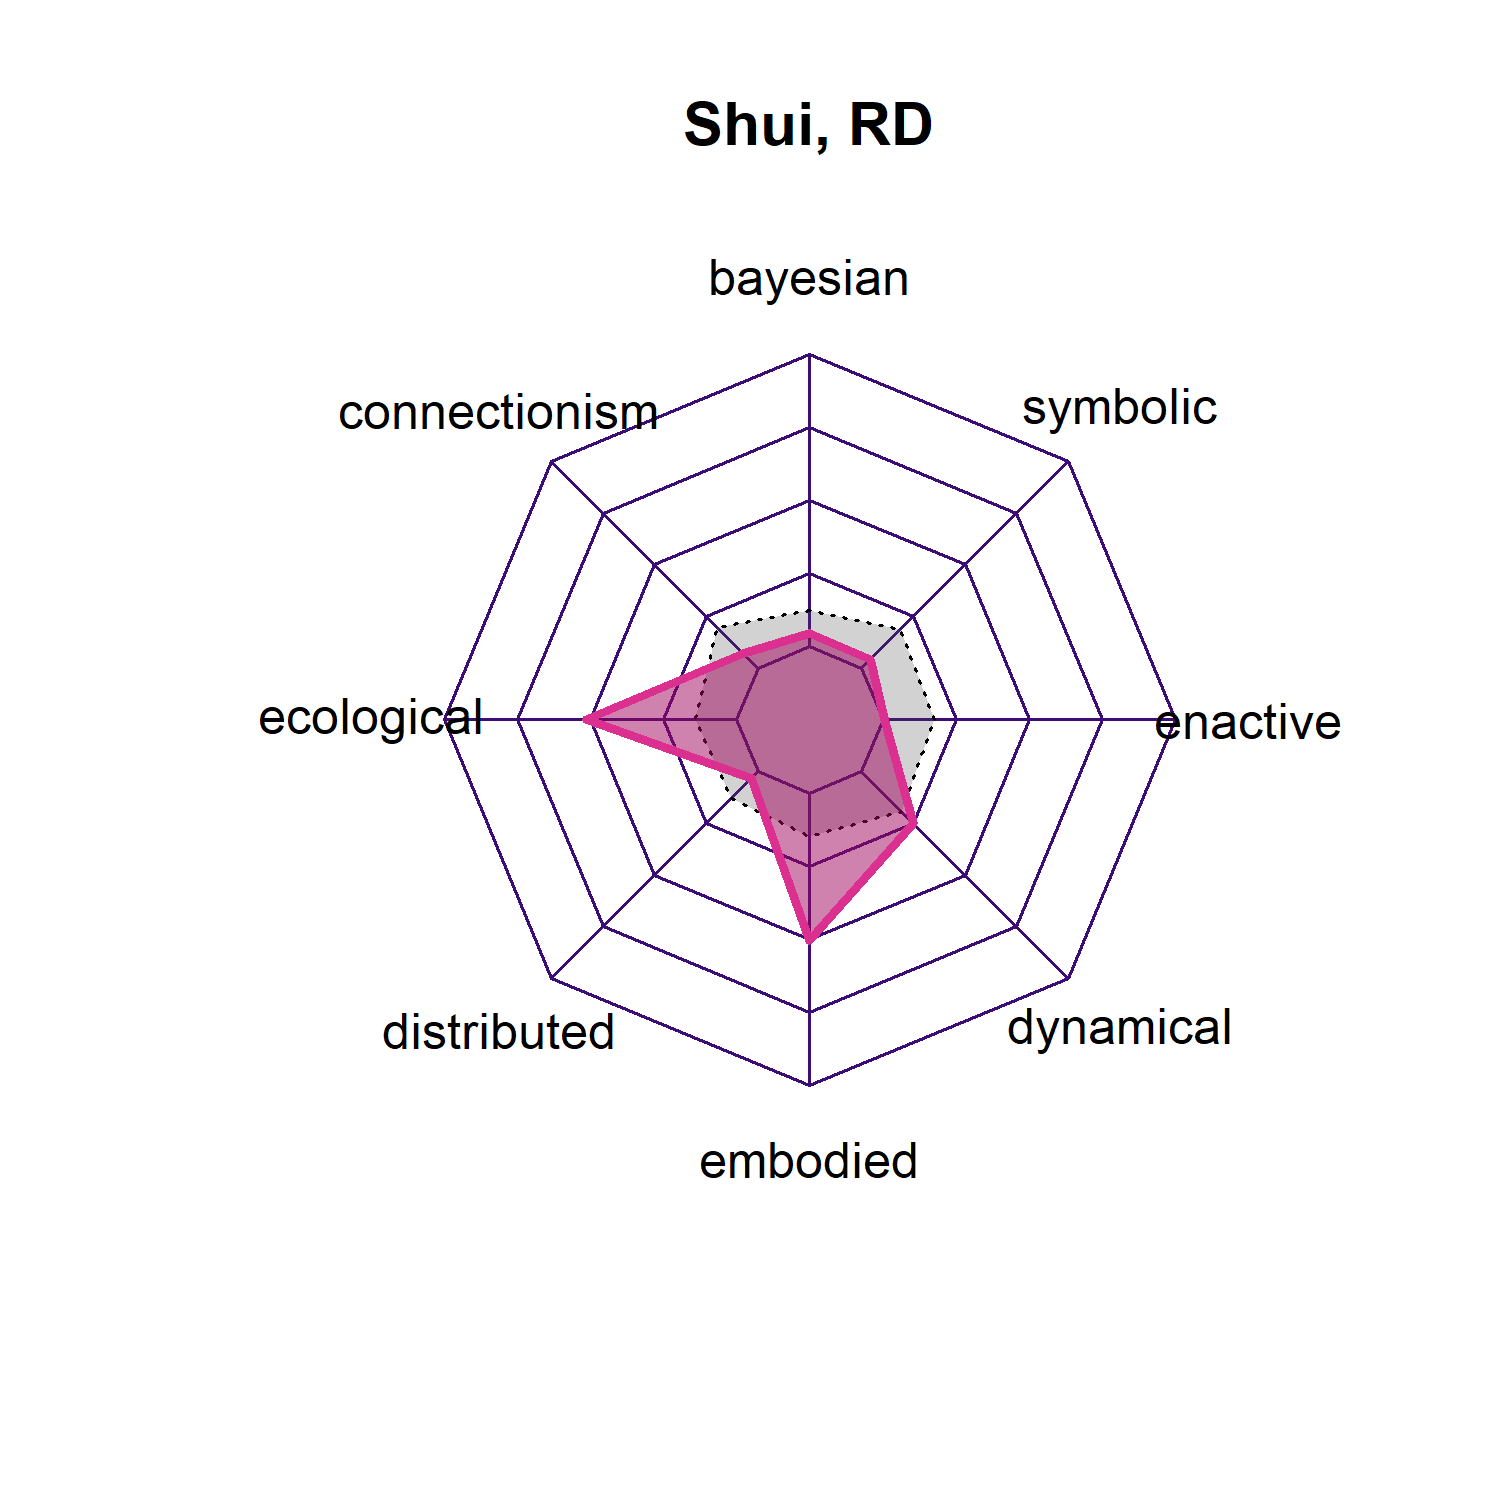 Shui, RD
bayesian
symbolic
connectionism
ecological
enactive
distributed
dynamical
embodied